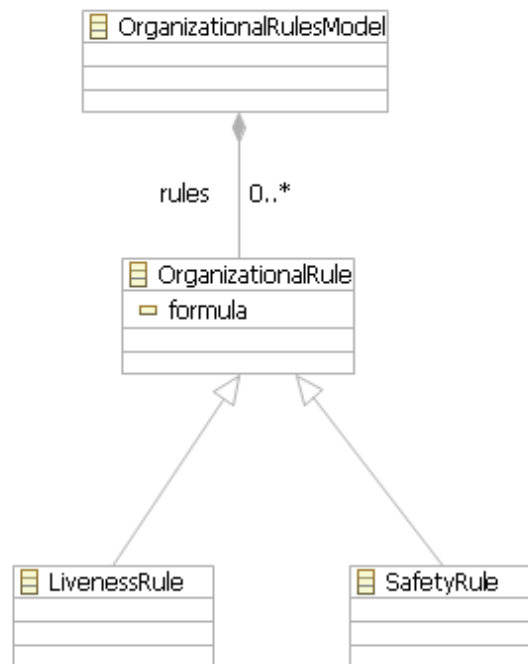 OrganizationalRulesModel
rules 0..*
OrganizationalRule
formula
LivenessRule SafetyRule